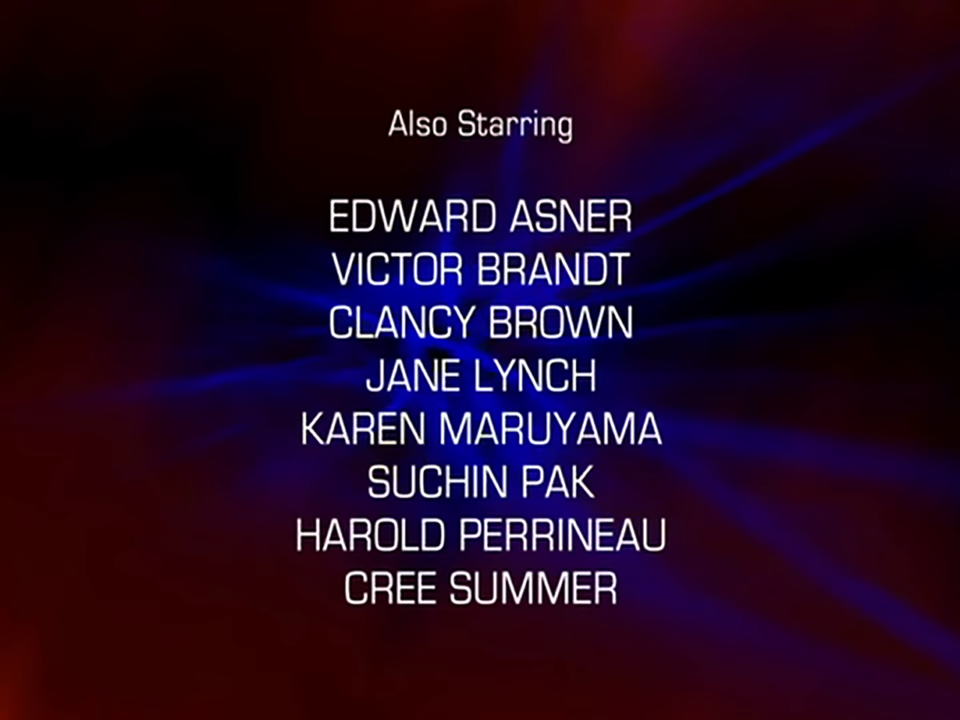 Also Starring
EDWARD ASNER
VICTOR BRANDT
CLANCY BROWN
JANE LYNCH
KAREN MARUYAMA
SUCHIN PAK
HAROLD PERRINEAU
CREE SUMMER